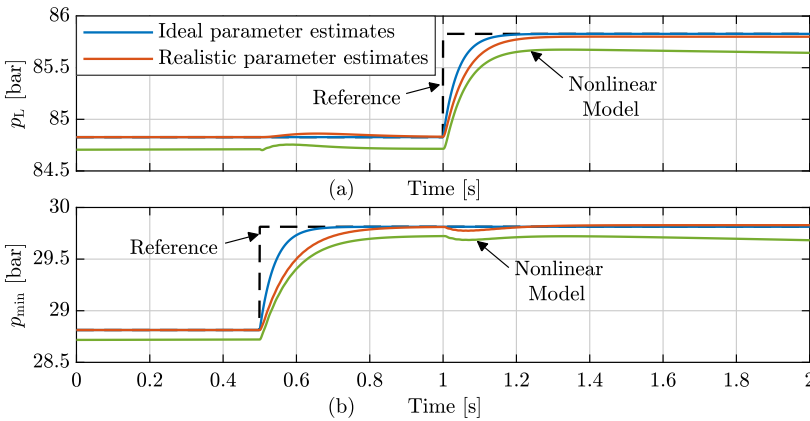 86
Ideal parameter estimates
Realistic parameter estimates
85.5
Reference
Nonlinear
Model
85
84.5
pL [bar]
(a) Time [s]
30
Reference
29.5
Nonlinear
Model
29
28.5
pmin [bar]
0 0.2 0.4 0.6 0.8 1 1.2 1.4 1.6 1.8 2
(b) Time [s]